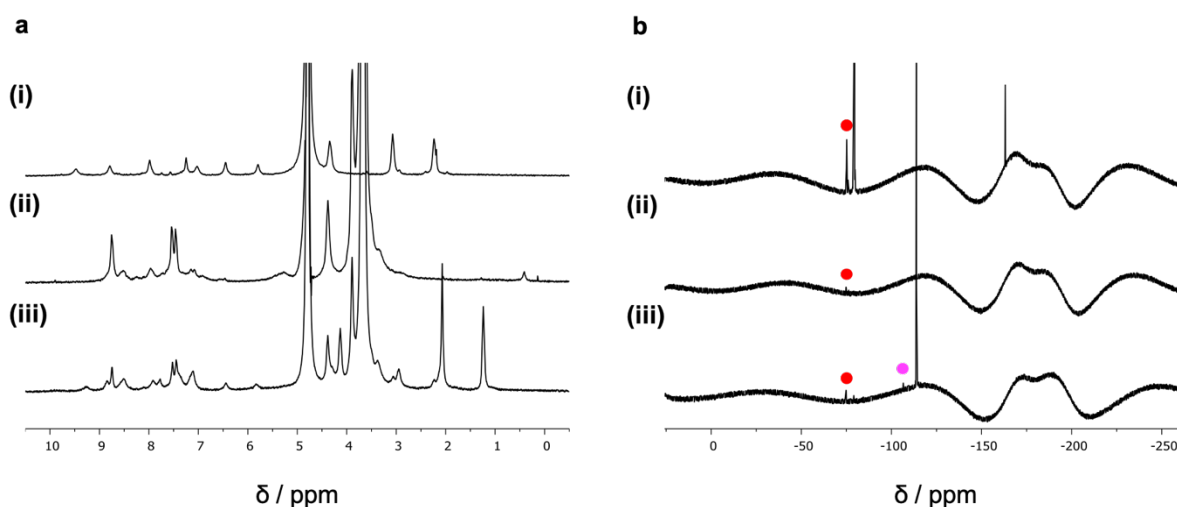 a
b
(i)
(ii)
(iii)
10 9 8 7 6 5 4 3 2 1 0
δ / ppm
(i)
(ii)
(iii)
0 -50 -100 -150 -200 -250
δ / ppm